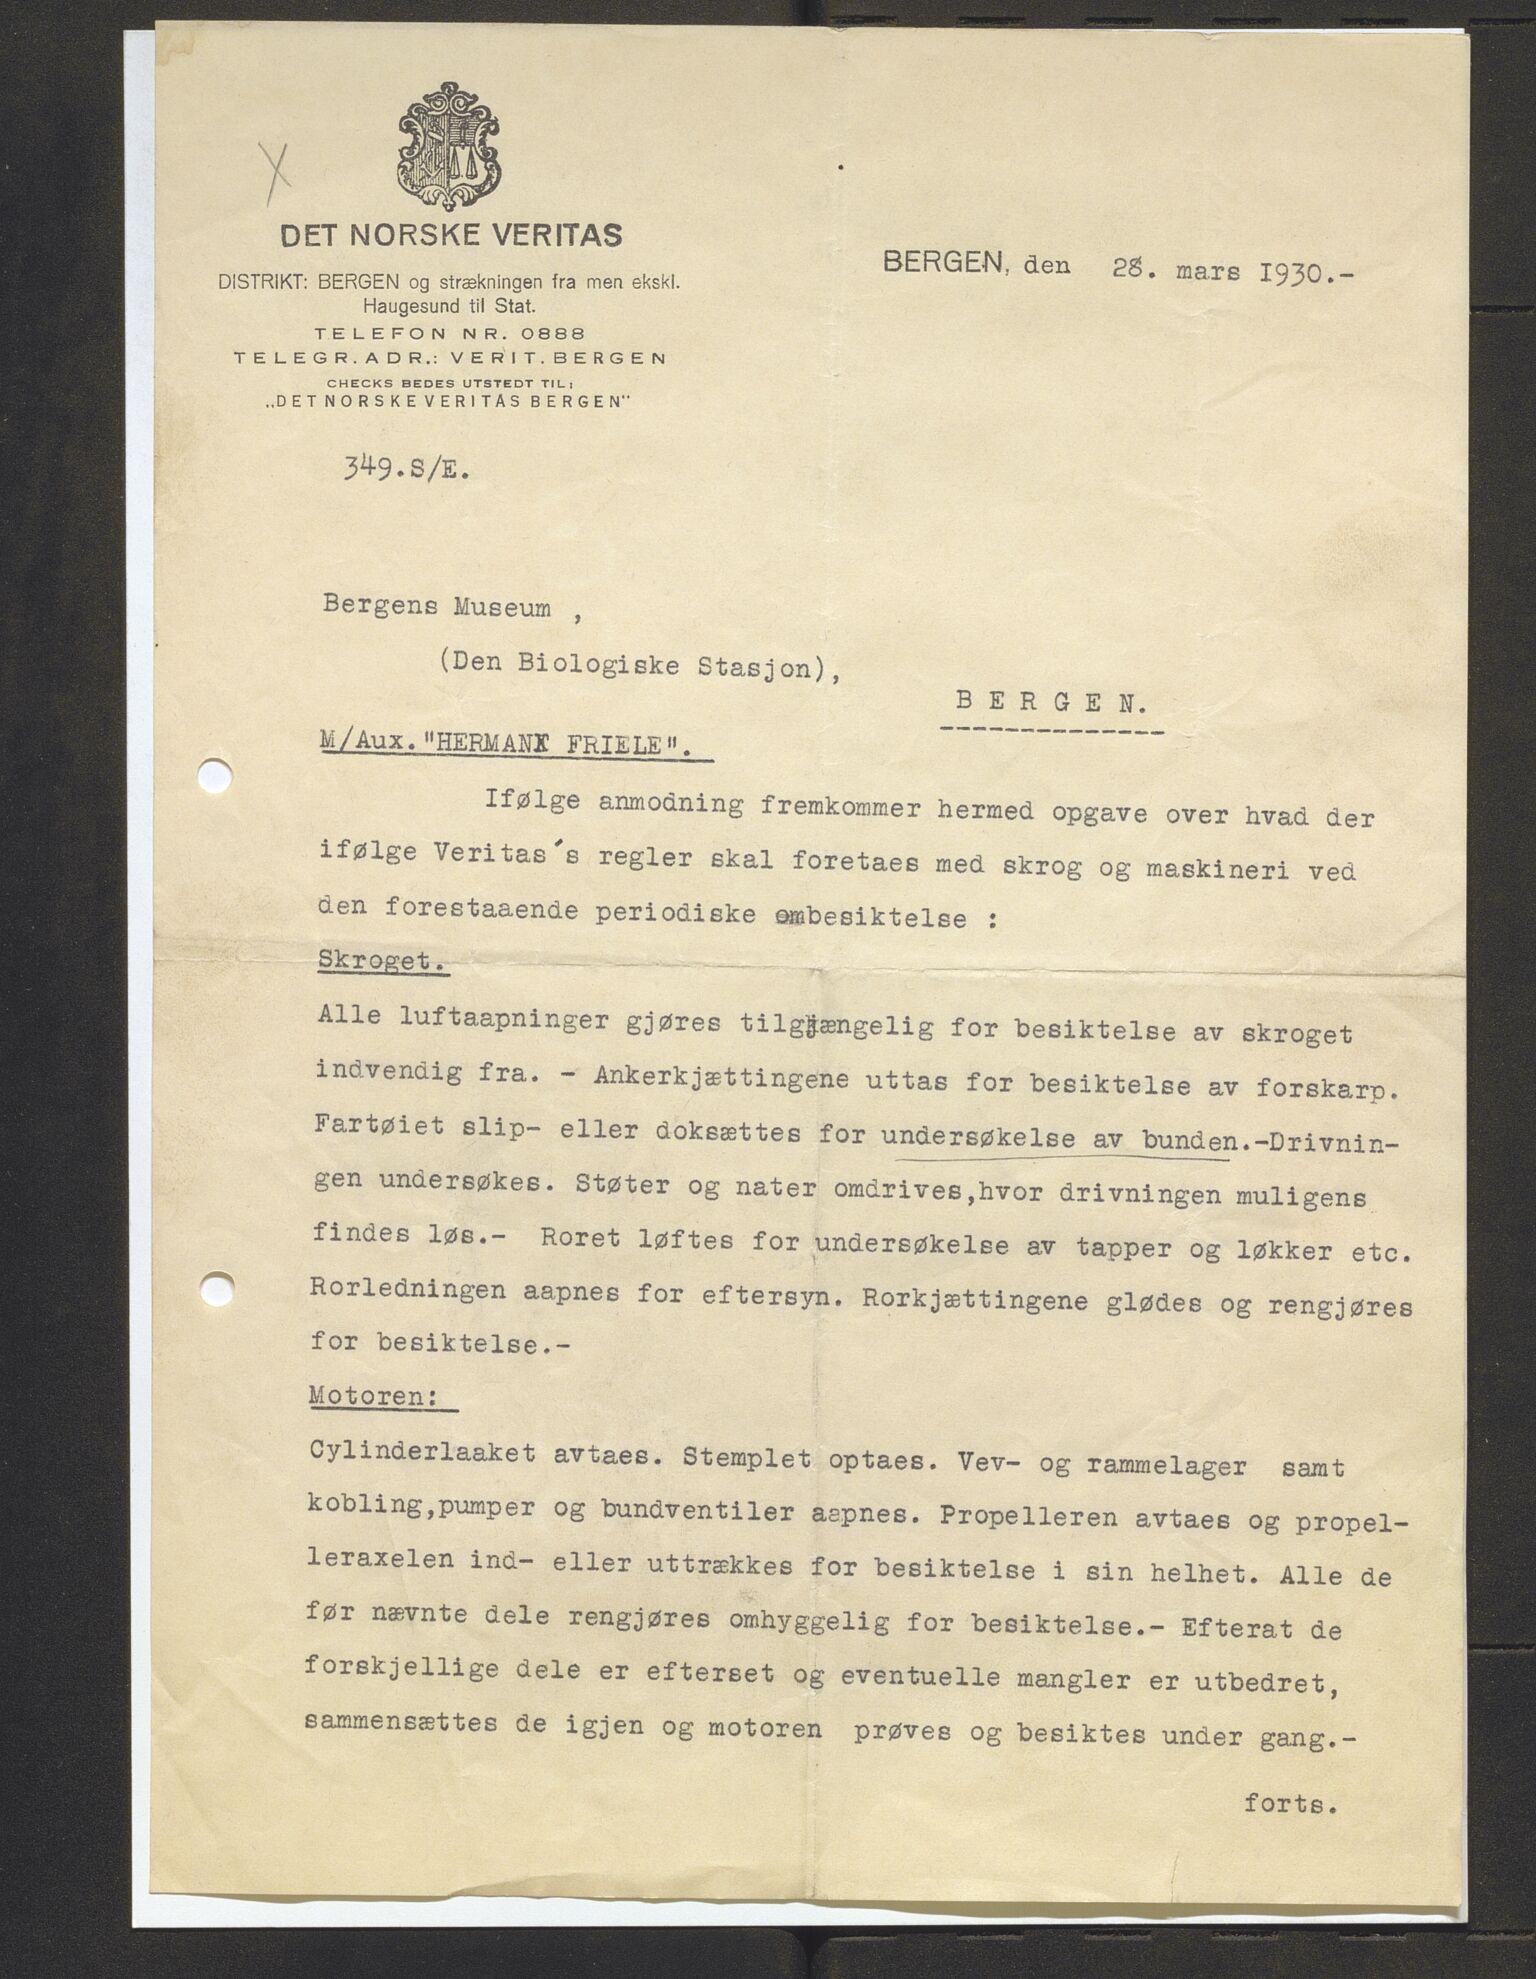 X
DET NORSKE VERITAS
DISTRIKT: BERGEN og strækningen fra men ekskl.
Haugesund til Stat.
TELEFON NR. 0888
TELEGR. ADR.: VERIT. BERGEN
CHECKS BEDES UTSTEDT TIL:
„DET NORSKE VERITAS BERGEN"
BERGEN, den 28. mars 1930.-
349.S/E.
Bergens Museum ,
(Den Biologiske Stasjon),
B E R G E N.
M/Aux."HERMAN FRIELE".
Ifølge anmodning fremkommer hermed opgave over hvad der
ifølge Veritas´s regler skal foretaes med skrog og maskineri ved
den forestaaende periodiske ombesiktelse :
Skroget.
Alle luftaapninger gjøres tilgjængelig for besiktelse av skroget
indvendig fra. - Ankerkjættingene uttas for besiktelse av forskarp.
Fartøiet slip- eller doksættes for undersøkelse av bunden.-Drivnin-
gen undersøkes. Støter og nater omdrives,hvor drivningen muligens
findes løs.- Roret løftes for undersøkelse av tapper og løkker etc.
Rorledningen aapnes for eftersyn. Rorkjættingene glødes og rengjøres
for besiktelse.-
Motoren:
Cylinderlaaket avtaes. Stemplet optaes. Vev- og rammelager samt
kobling,pumper og bundventiler aapnes. Propelleren avtaes og propel-
leraxelen ind- eller uttrækkes for besiktelse i sin helhet. Alle de
før nævnte dele rengjøres omhyggelig for besiktelse.- Efterat de
forskjellige dele er efterset og eventuelle mangler er utbedret,
sammensættes de igjen og motoren prøves og besiktes under gang.-
forts.